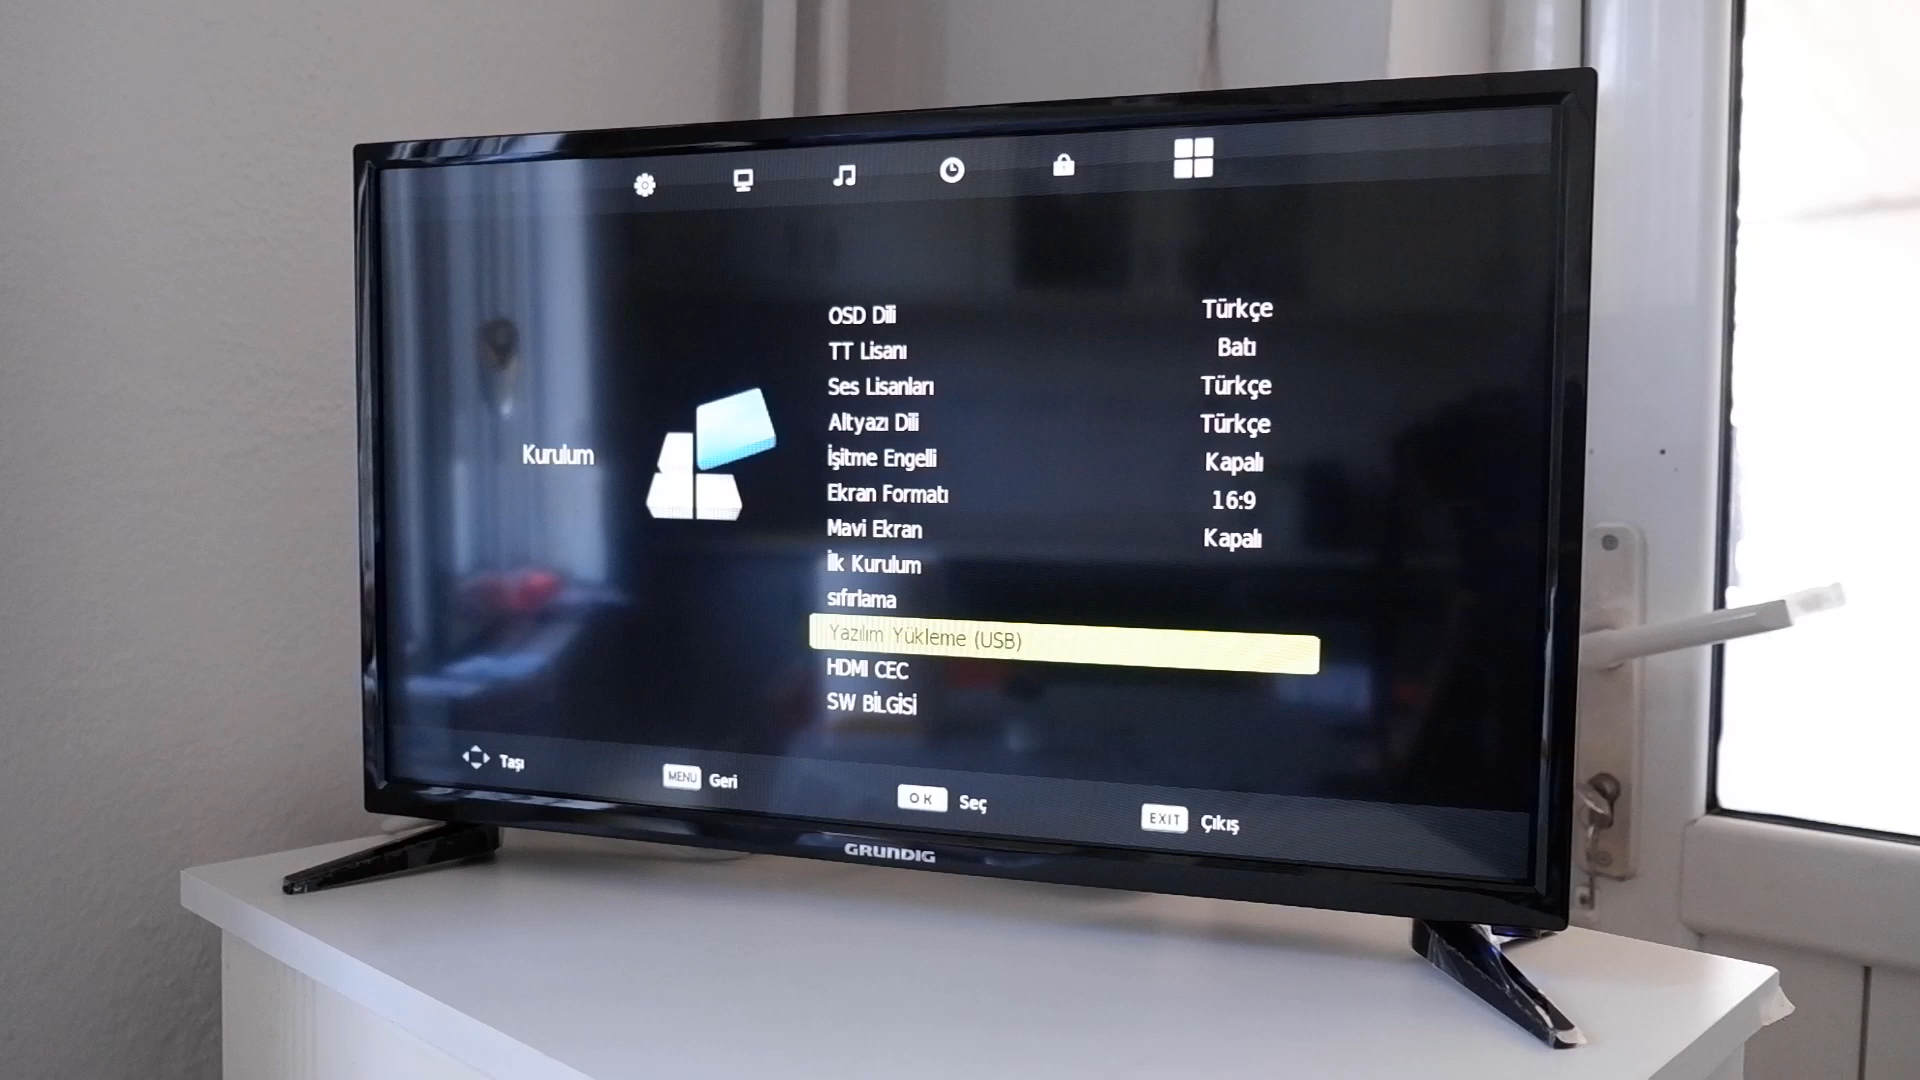 Kurulum
OSD Dili Türkçe
TT Lisanı Batı
Ses Lisanları Türkçe
Altyazı Dili Türkçe
İşitme Engelli Kapalı
Ekran Formatı 16:9
Mavi Ekran Kapalı
İlk Kurulum
sıfırlama
Yazılım Yükleme (USB)
HDMI CEC
SW BİLGİSİ
Taşı MENU Geri OK Seç EXIT Çıkış
GRUNDIG